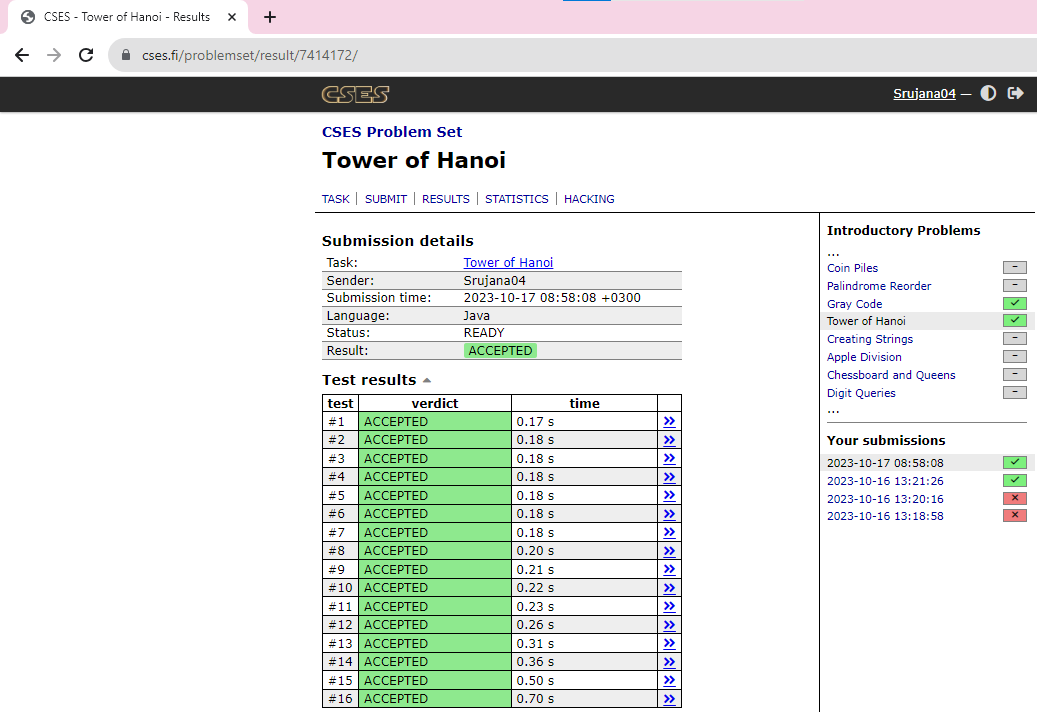 CSES - Tower of Hanoi - Results
cses.fi/problemset/result/7414172/
CSES
Srujana04 —
CSES Problem Set
Tower of Hanoi
TASK | SUBMIT | RESULTS | STATISTICS | HACKING
Submission details
Task: Tower of Hanoi
Sender: Srujana04
Submission time: 2023-10-17 08:58:08 +0300
Language: Java
Status: READY
Result: ACCEPTED
Test results
test verdict time
#1 ACCEPTED 0.17 s »
#2 ACCEPTED 0.18 s »
#3 ACCEPTED 0.18 s »
#4 ACCEPTED 0.18 s »
#5 ACCEPTED 0.18 s »
#6 ACCEPTED 0.18 s »
#7 ACCEPTED 0.18 s »
#8 ACCEPTED 0.20 s »
#9 ACCEPTED 0.21 s »
#10 ACCEPTED 0.22 s »
#11 ACCEPTED 0.23 s »
#12 ACCEPTED 0.26 s »
#13 ACCEPTED 0.31 s »
#14 ACCEPTED 0.36 s »
#15 ACCEPTED 0.50 s »
#16 ACCEPTED 0.70 s »
Introductory Problems
...
Coin Piles –
Palindrome Reorder –
Gray Code ✓
Tower of Hanoi ✓
Creating Strings –
Apple Division –
Chessboard and Queens –
Digit Queries –
...
Your submissions
2023-10-17 08:58:08 ✓
2023-10-16 13:21:26 ✓
2023-10-16 13:20:16 ×
2023-10-16 13:18:58 ×